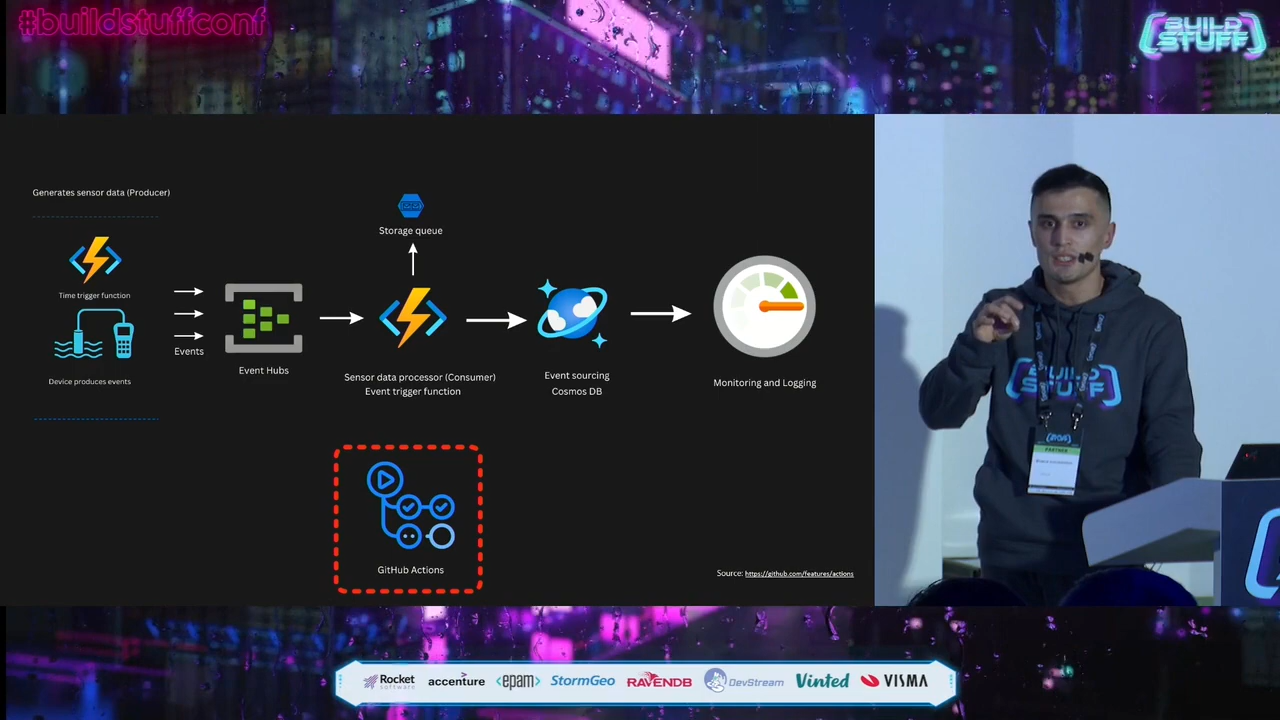 #buildstuffconf
BUILD
STUFF
Generates sensor data (Producer)
Time trigger function
Device produces events
Events
Event Hubs
Storage queue
Sensor data processor (Consumer)
Event trigger function
Event sourcing
Cosmos DB
Monitoring and Logging
GitHub Actions
Source: https://github.com/features/actions
BUILD
STUFF
PARTNER
Rocket
software
accenture
<epam>
StormGeo
RAVENDB
DevStream
Vinted
VISMA